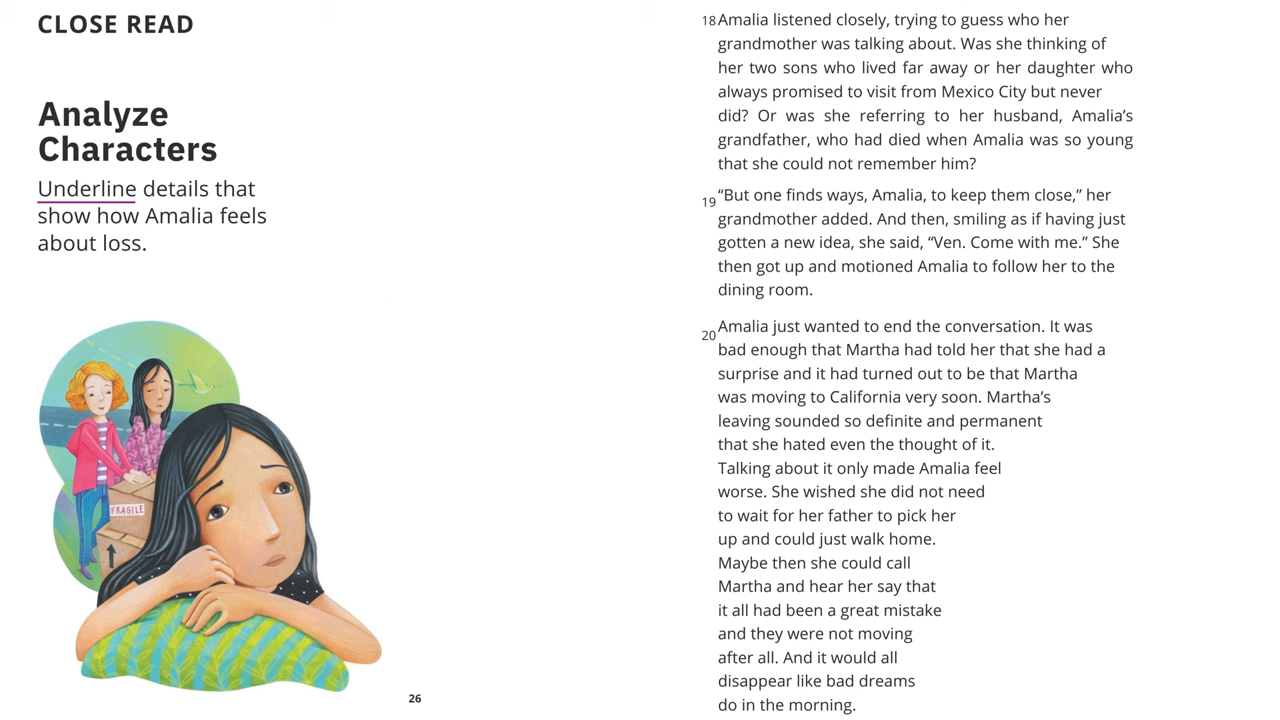 CLOSE READ
Analyze
Characters
Underline details that
show how Amalia feels
about loss.
FRAGILE
26
18 Amalia listened closely, trying to guess who her
grandmother was talking about. Was she thinking of
her two sons who lived far away or her daughter who
always promised to visit from Mexico City but never
did? Or was she referring to her husband, Amalia’s
grandfather, who had died when Amalia was so young
that she could not remember him?
19 “But one finds ways, Amalia, to keep them close,” her
grandmother added. And then, smiling as if having just
gotten a new idea, she said, “Ven. Come with me.” She
then got up and motioned Amalia to follow her to the
dining room.
20 Amalia just wanted to end the conversation. It was
bad enough that Martha had told her that she had a
surprise and it had turned out to be that Martha
was moving to California very soon. Martha’s
leaving sounded so definite and permanent
that she hated even the thought of it.
Talking about it only made Amalia feel
worse. She wished she did not need
to wait for her father to pick her
up and could just walk home.
Maybe then she could call
Martha and hear her say that
it all had been a great mistake
and they were not moving
after all. And it would all
disappear like bad dreams
do in the morning.